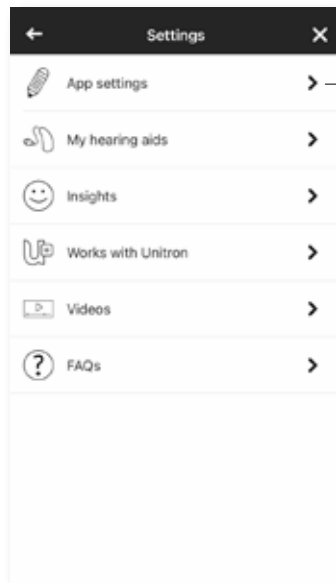 Settings
App settings
My hearing aids
Insights
Works with Unitron
Videos
FAQs